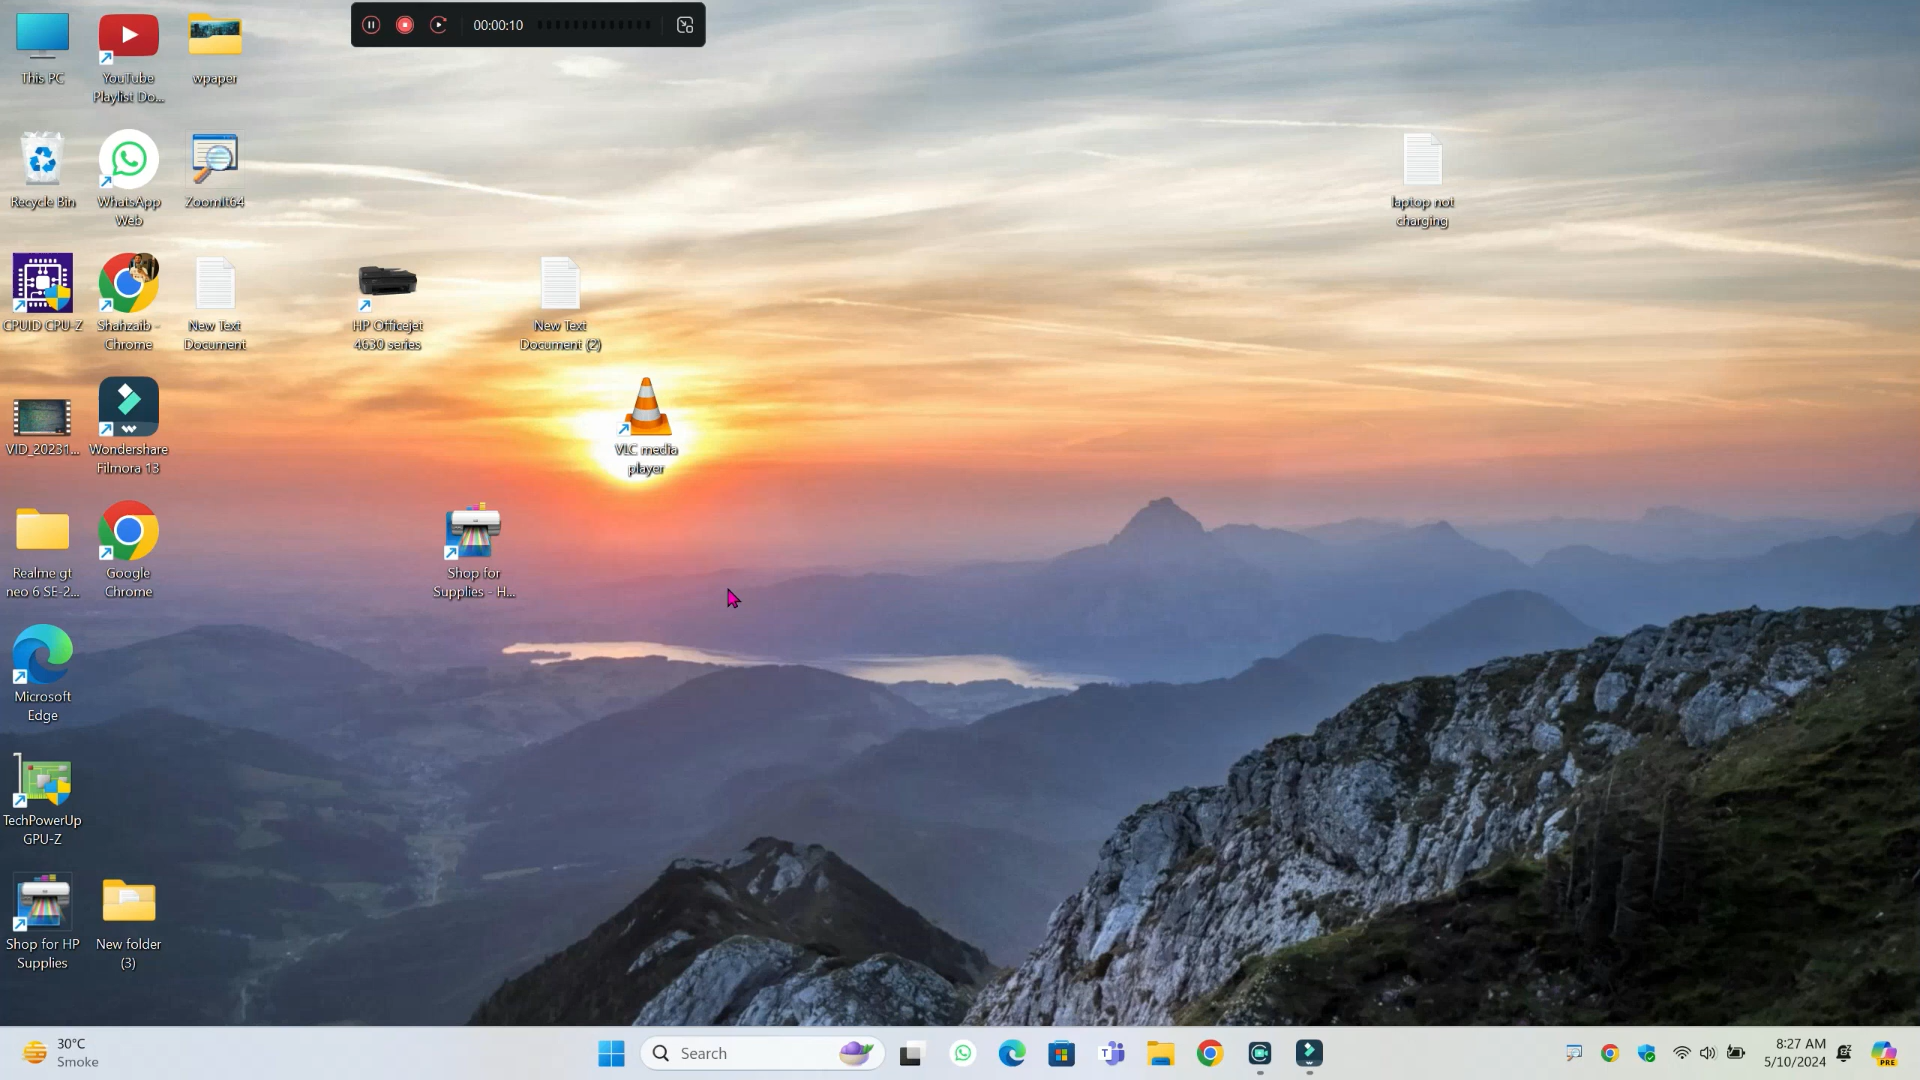 00:00:10
This PC
YouTube
Playlist Do...
wpaper
Recycle Bin
WhatsApp
Web
ZoomIt64
laptop not
charging
CPUID CPU-Z
Shahzaib -
Chrome
New Text
Document
HP Officejet
4630 series
New Text
Document (2)
VID_20231...
Wondershare
Filmora 13
VLC media
player
Realme gt
neo 6 SE-2...
Google
Chrome
Shop for
Supplies - H...
Microsoft
Edge
TechPowerUp
GPU-Z
Shop for HP
Supplies
New folder
(3)
30°C
Smoke
Search
8:27 AM
5/10/2024
PRE